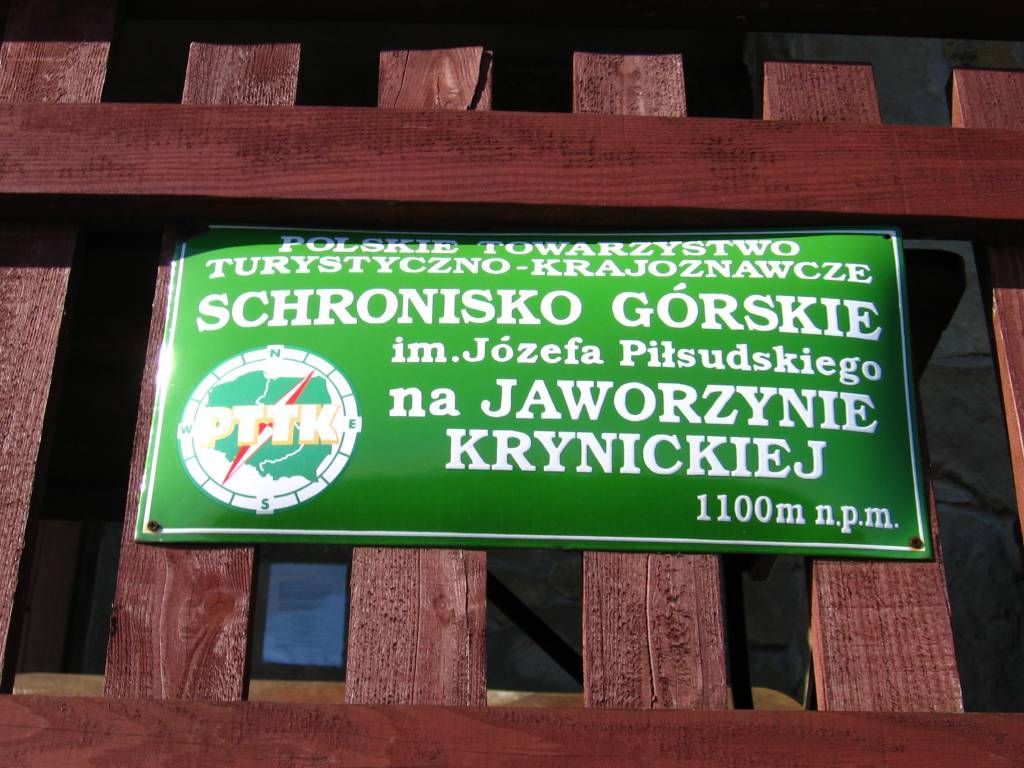 POLSKIE TOWARZYSTWO
TURYSTYCZNO-KRAJOZNAWCZE
SCHRONISKO GÓRSKIE
im. Józefa Piłsudskiego
na JAWORZYNIE
KRYNICKIEJ
1100m n.p.m.
N
W PTTK E
S